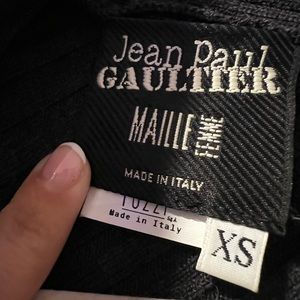 Jean Paul
GAULTIER
MAILLE FEMME
MADE IN ITALY
Made in Italy
XS